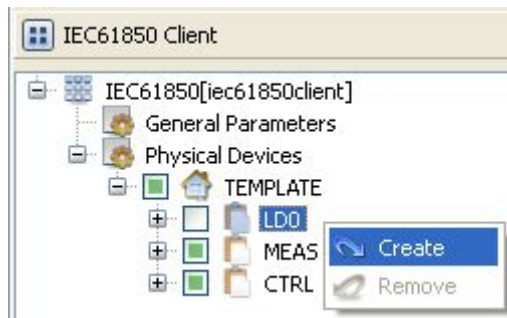 IEC61850 Client
IEC61850[iec61850client]
General Parameters
Physical Devices
TEMPLATE
LD0
MEAS
Create
CTRL
Remove